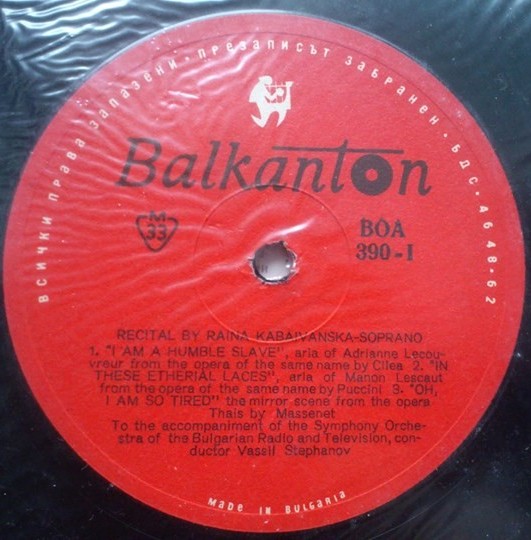 ВСИЧКИ ПРАВА ЗАПАЗЕНИ · ПРЕЗАПИСЪТ ЗАБРАНЕН · БДС · 4648-62
Balkanton
M
33
BOA
390-I
RECITAL BY RAINA KABAIVANSKA-SOPRANO
1. "I AM A HUMBLE SLAVE", aria of Adrianne Lecou-
vreur from the opera of the same name by Cilea 2. "IN
THESE ETHERIAL LACES", aria of Manon Lescaut
from the opera of the same name by Puccini. 3. "OH,
I AM SO TIRED" the mirror scene from the opera
Thais by Massenet
To the accompaniment of the Symphony Orche-
stra of the Bulgarian Radio and Television, con-
ductor Vassil Stephanov
MADE IN BULGARIA